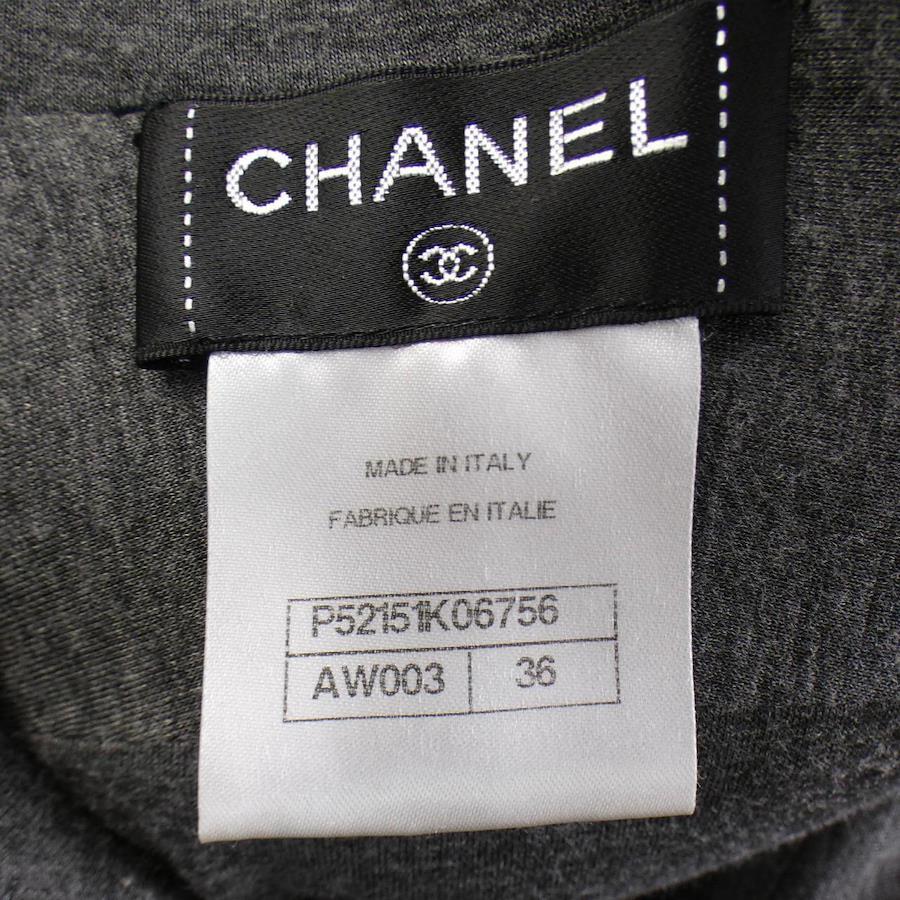 CHANEL
MADE IN ITALY
FABRIQUE EN ITALIE
P52151K06756
AW003 36